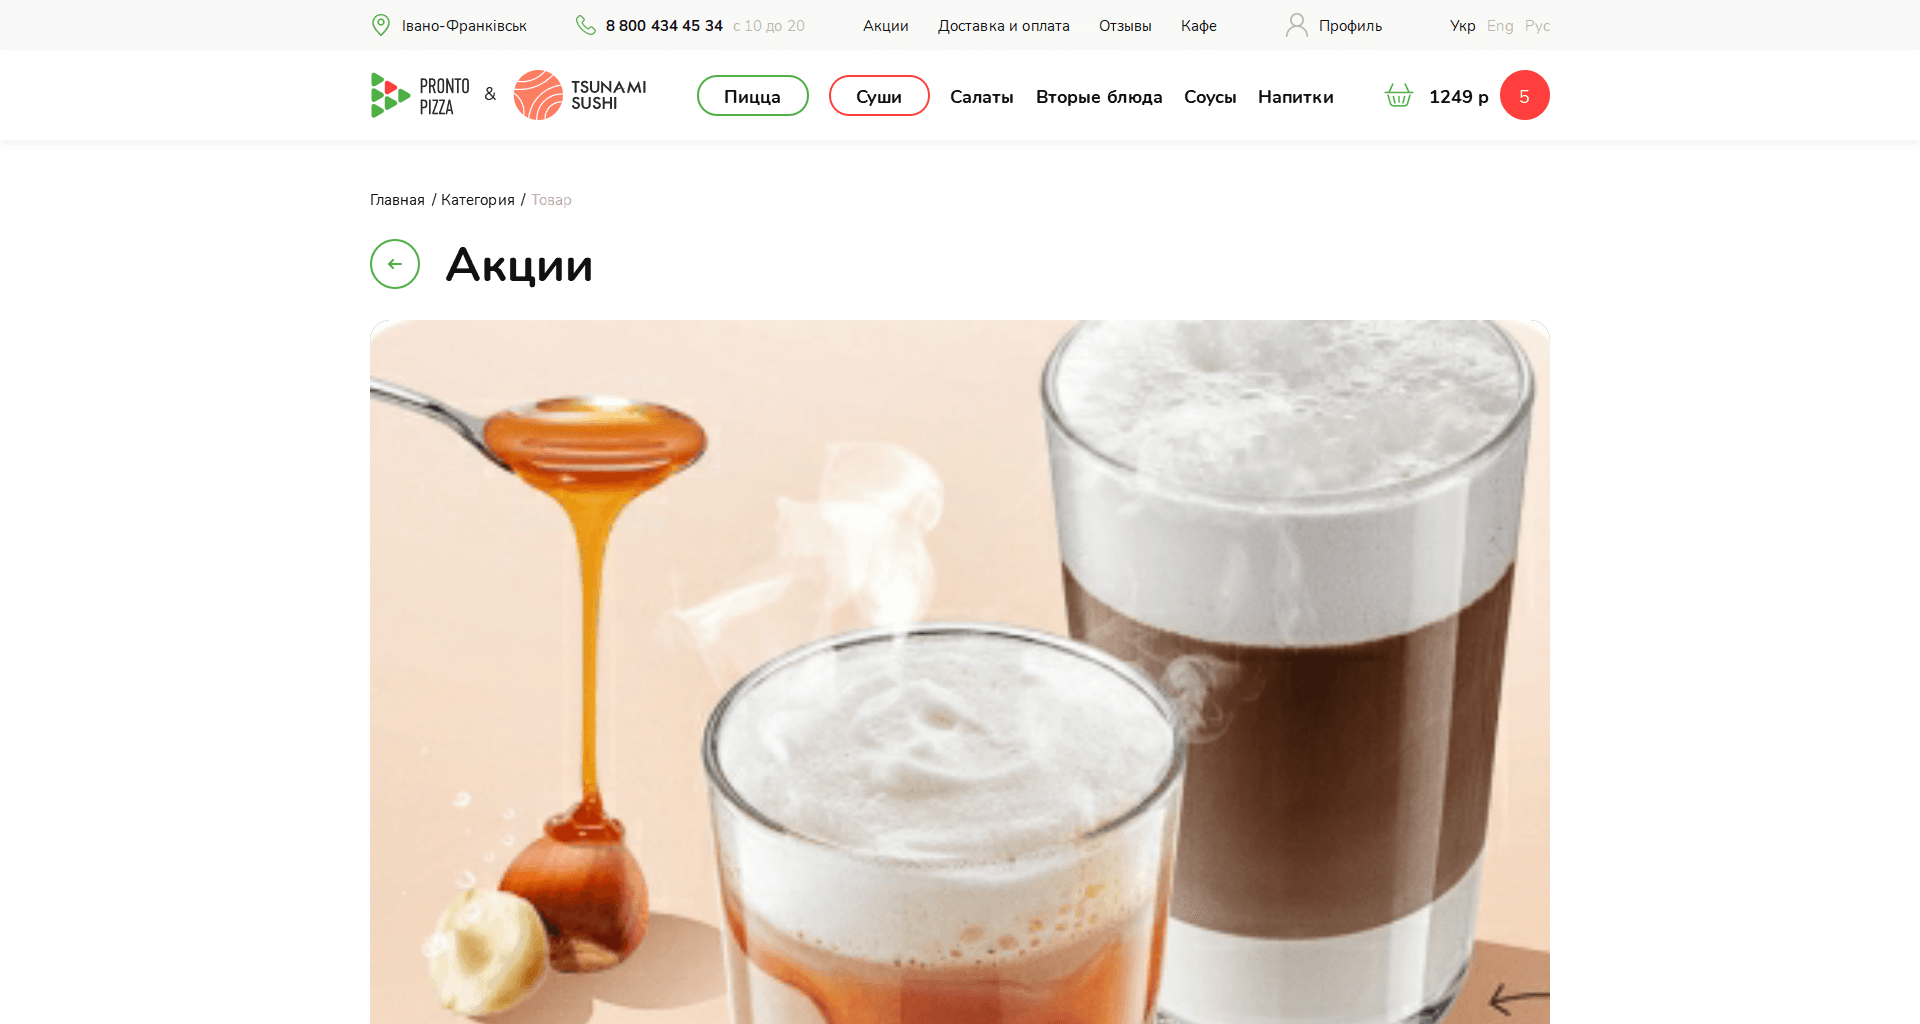 Івано-Франківськ 8 800 434 45 34 с 10 до 20 Акции Доставка и оплата Отзывы Кафе Профиль Укр Eng Рус
PRONTO PIZZA & TSUNAMI SUSHI Пицца Суши Салаты Вторые блюда Соусы Напитки 1249 р 5
Главная / Категория / Товар
Акции